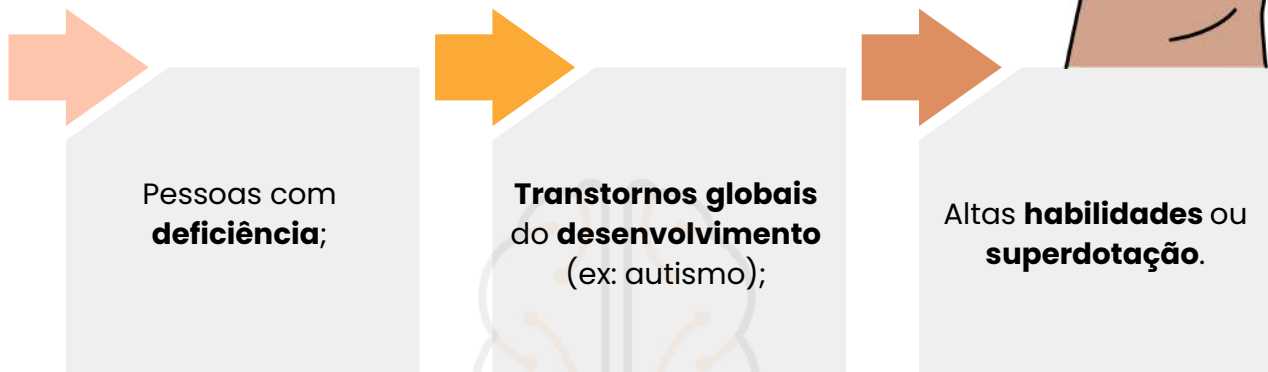 Pessoas com
deficiência;
Transtornos globais
do desenvolvimento
(ex: autismo);
Altas habilidades ou
superdotação.